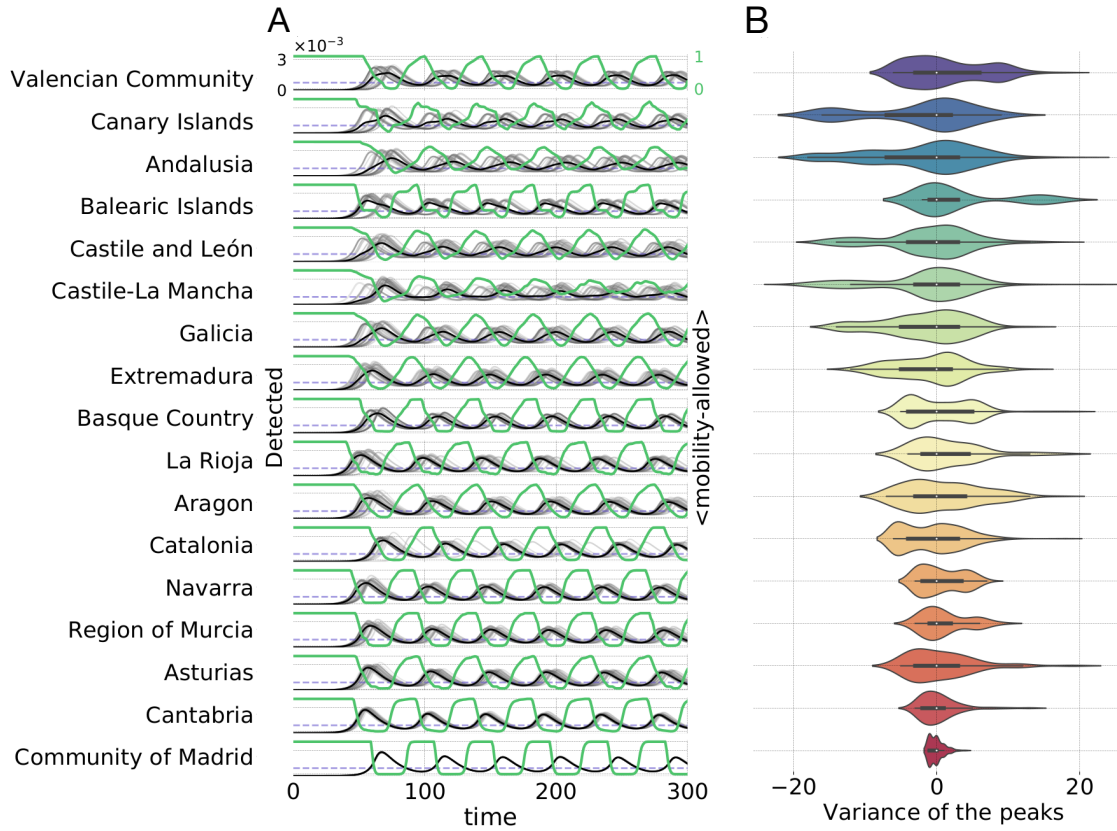 A
B
×10⁻³
3
0
1
0
Valencian Community
Canary Islands
Andalusia
Balearic Islands
Castile and León
Castile-La Mancha
Galicia
Extremadura
Basque Country
La Rioja
Aragon
Catalonia
Navarra
Region of Murcia
Asturias
Cantabria
Community of Madrid
Detected
<mobility-allowed>
0 100 200 300
time
−20 0 20
Variance of the peaks